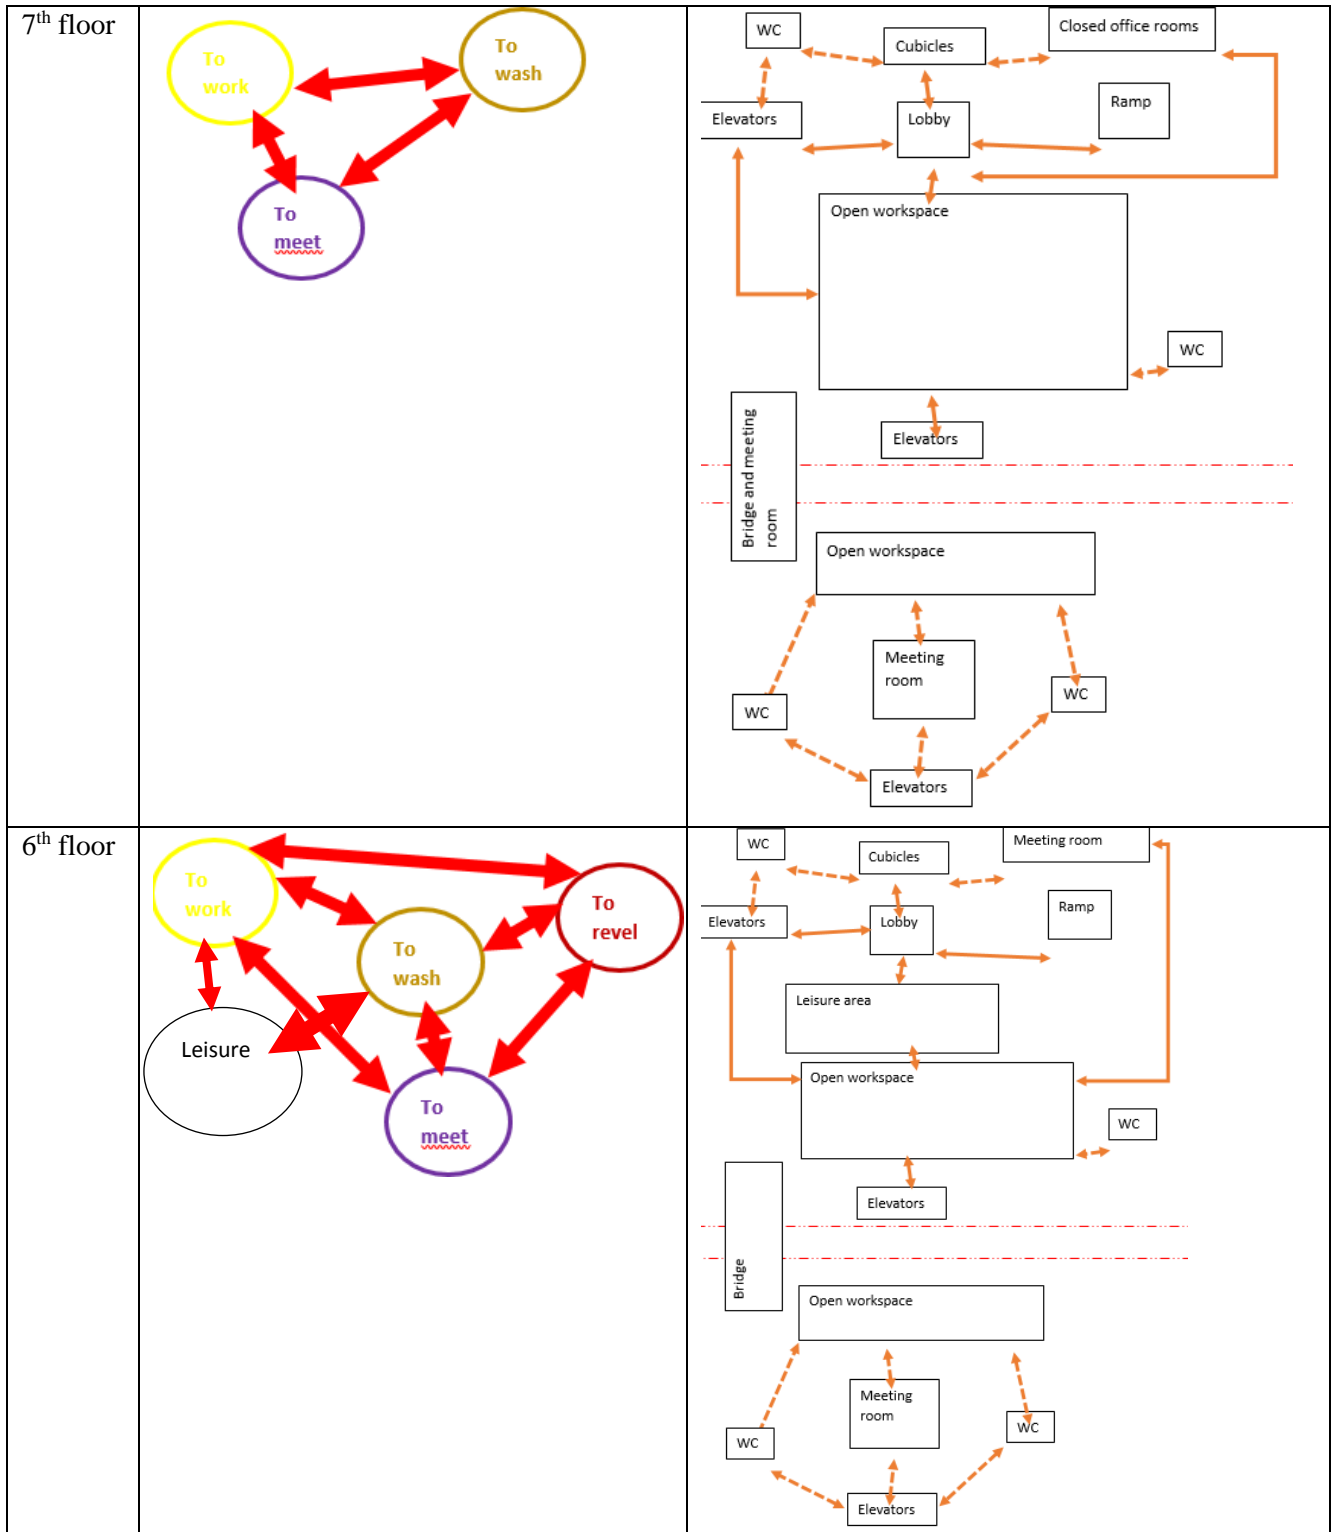 7th floor
To
work
To
wash
To
meet
WC
Cubicles
Closed office rooms
Elevators
Lobby
Ramp
Open workspace
WC
Elevators
Bridge and meeting
room
Open workspace
Meeting
room
WC
WC
Elevators
6th floor
To
work
To
revel
To
wash
Leisure
To
meet
WC
Cubicles
Meeting room
Elevators
Lobby
Ramp
Leisure area
Open workspace
WC
Elevators
Bridge
Open workspace
Meeting
room
WC
WC
Elevators